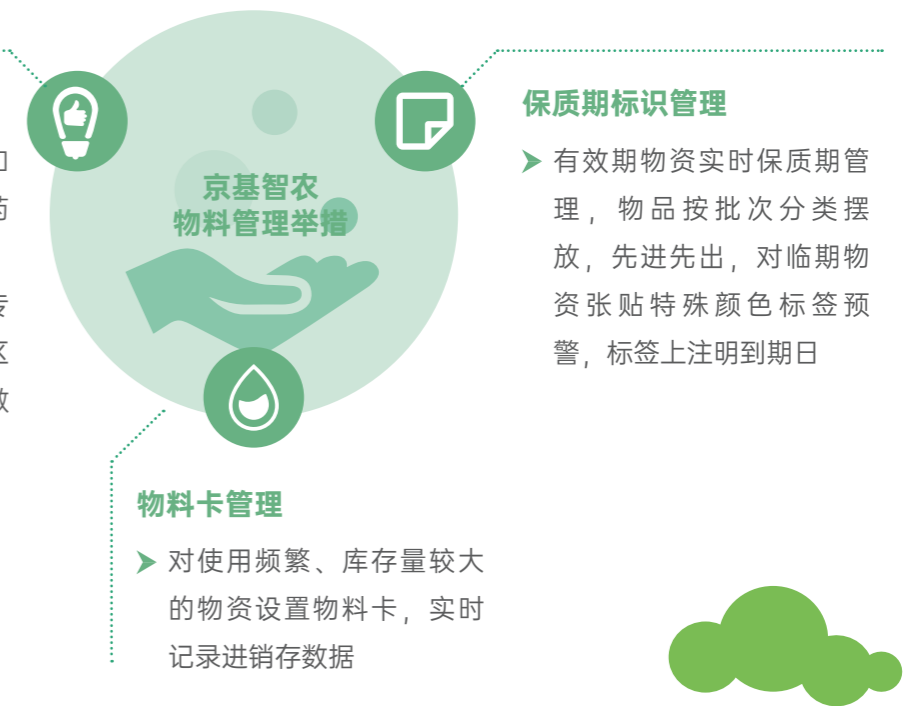 京基智农
物料管理举措
保质期标识管理
有效期物资实时保质期管
理，物品按批次分类摆
放，先进先出，对临期物
资张贴特殊颜色标签预
警，标签上注明到期日
物料卡管理
对使用频繁、库存量较大
的物资设置物料卡，实时
记录进销存数据